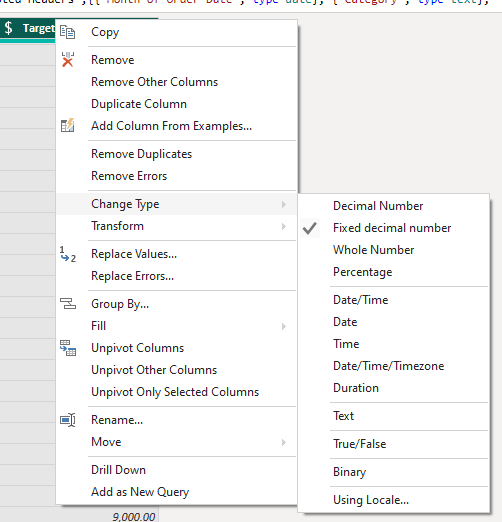 "Month of Order Date", type date}, {"Category", type text},
$ Target
Copy
Remove
Remove Other Columns
Duplicate Column
Add Column From Examples...
Remove Duplicates
Remove Errors
Change Type
Transform
Replace Values...
Replace Errors...
Group By...
Fill
Unpivot Columns
Unpivot Other Columns
Unpivot Only Selected Columns
Rename...
Move
Drill Down
Add as New Query
Decimal Number
Fixed decimal number
Whole Number
Percentage
Date/Time
Date
Time
Date/Time/Timezone
Duration
Text
True/False
Binary
Using Locale...
9,000.00